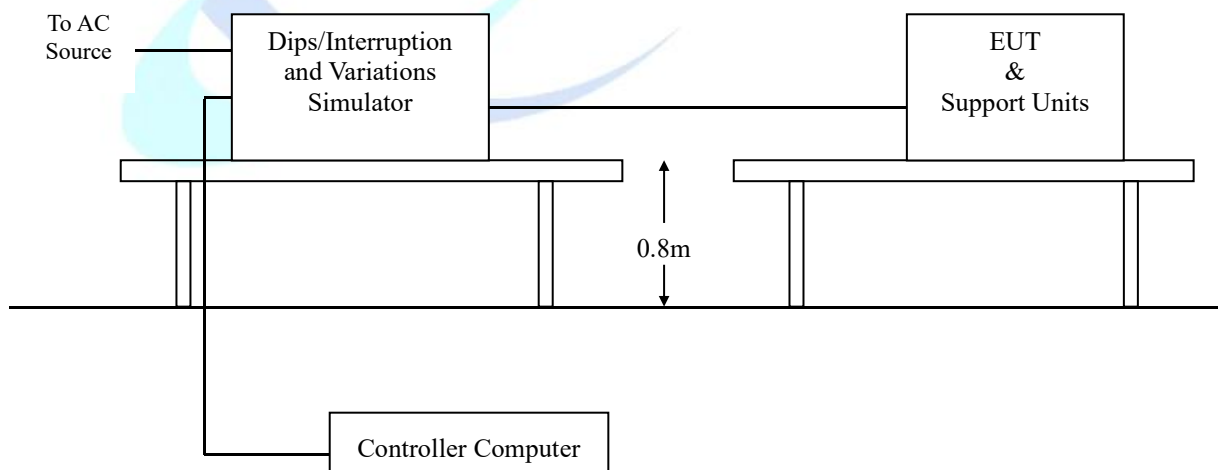 To AC
Source
Dips/Interruption
and Variations
Simulator
EUT
&
Support Units
0.8m
Controller Computer